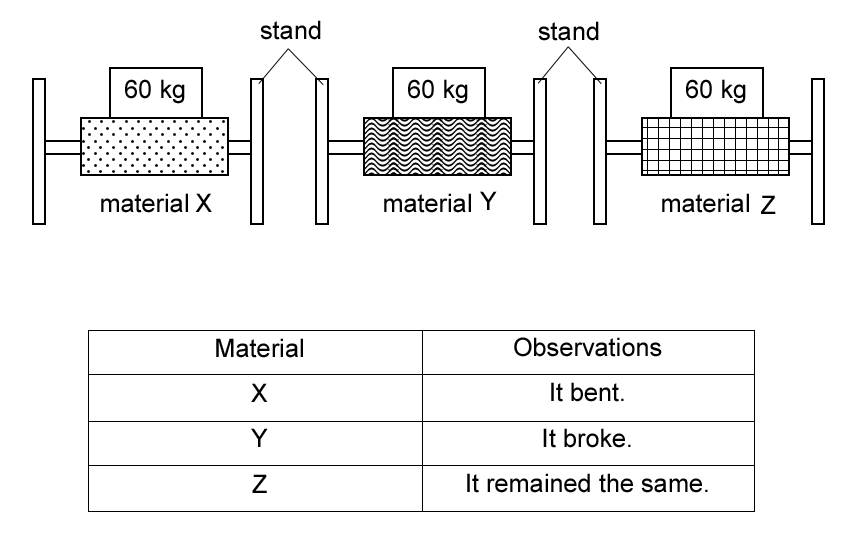 stand stand
60 kg 60 kg 60 kg
material X material Y material Z
Material Observations
X It bent.
Y It broke.
Z It remained the same.